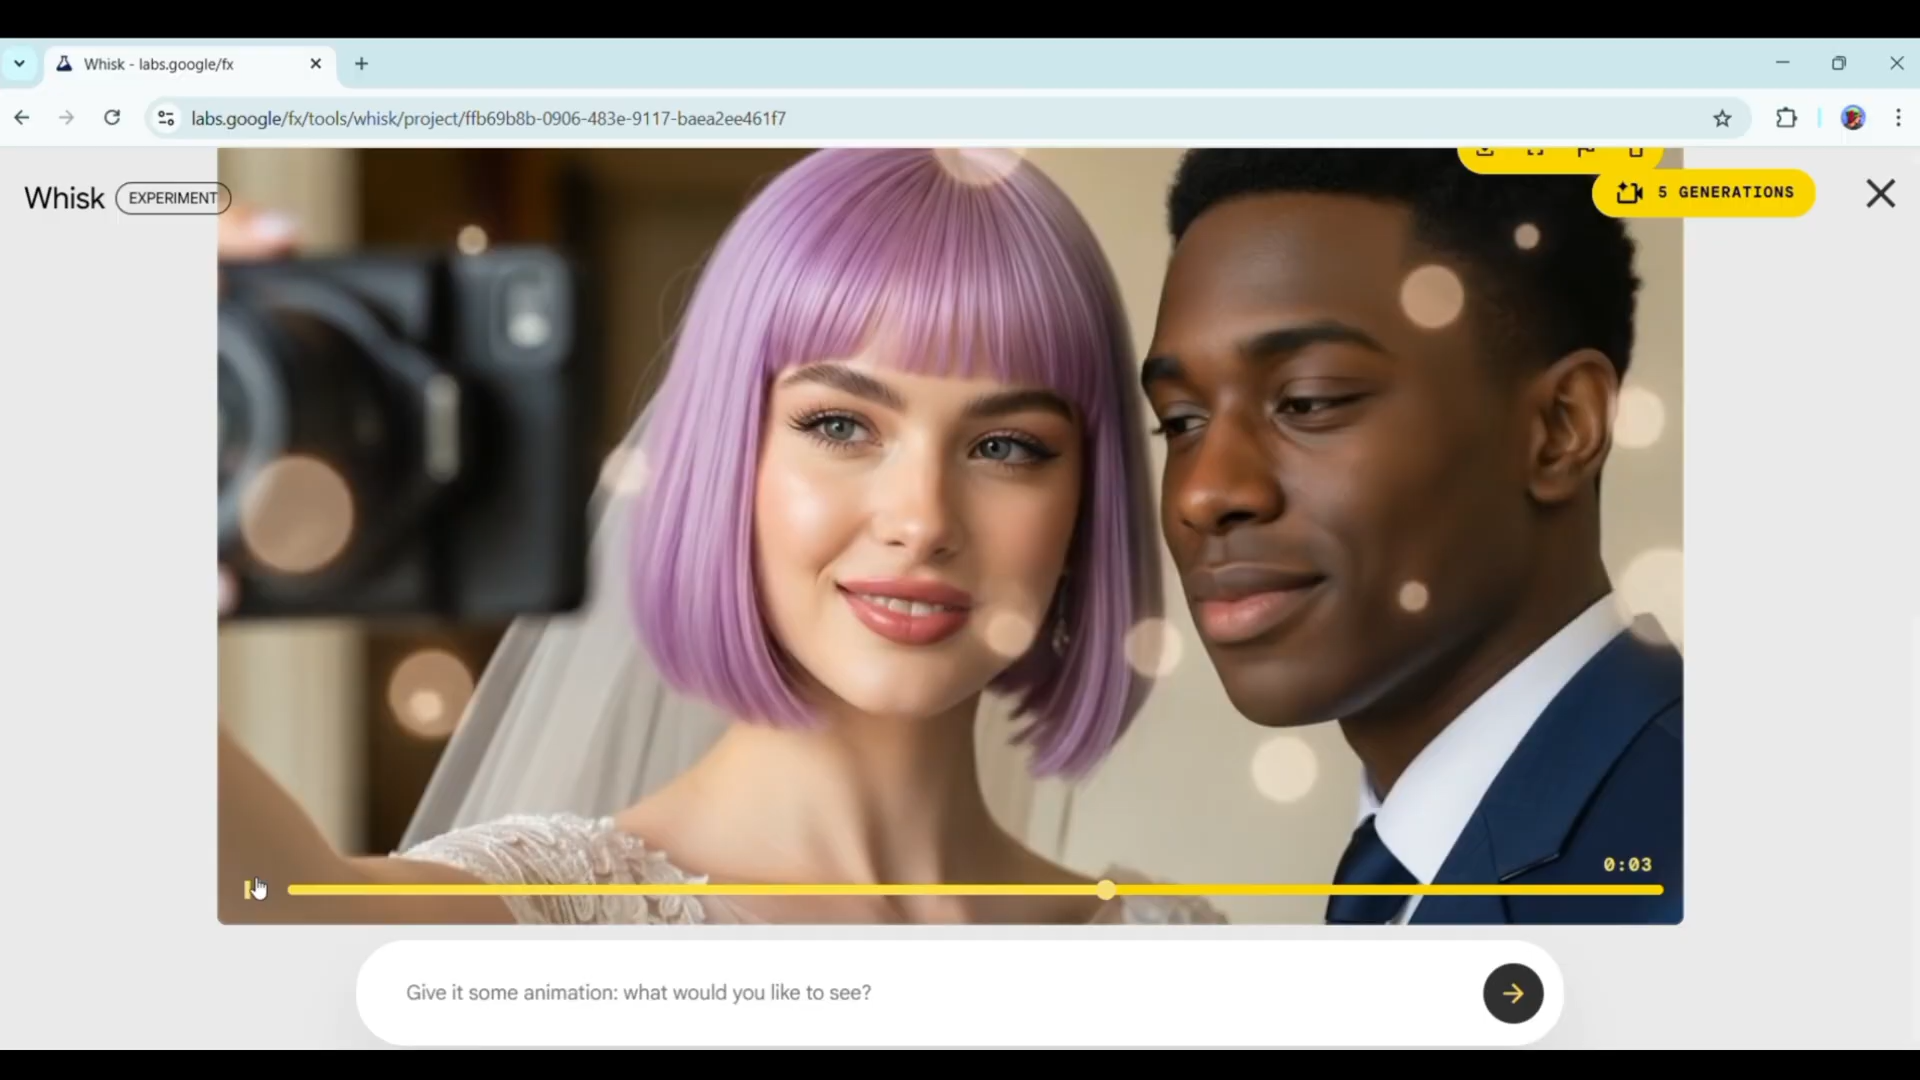 Whisk - labs.google/fx
labs.google/fx/tools/whisk/project/ffb69b8b-0906-483e-9117-baea2ee461f7
Whisk
EXPERIMENT
5 GENERATIONS
0:03
Give it some animation: what would you like to see?